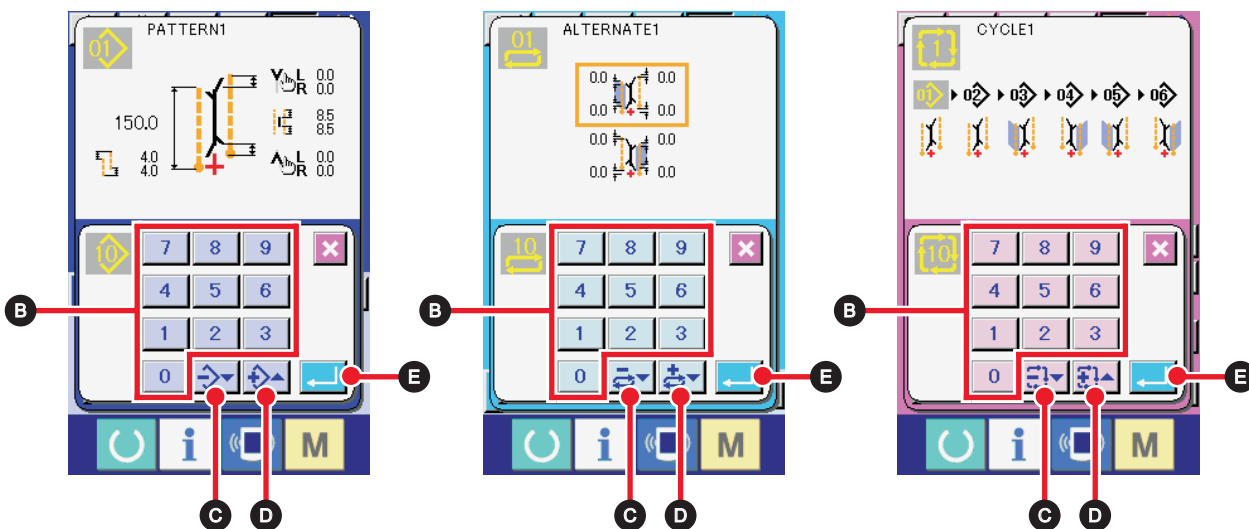 01 PATTERN1
L 0.0
R 0.0
150.0
8.5
8.5
4.0
4.0
L 0.0
R 0.0
10
7 8 9
4 5 6
1 2 3
0
i M
B
E
C D
01 ALTERNATE1
0.0 0.0
0.0 0.0
0.0 0.0
0.0 0.0
10
7 8 9
4 5 6
1 2 3
0
i M
B
E
C D
1 CYCLE1
01 02 03 04 05 06
10
7 8 9
4 5 6
1 2 3
0
i M
B
E
C D